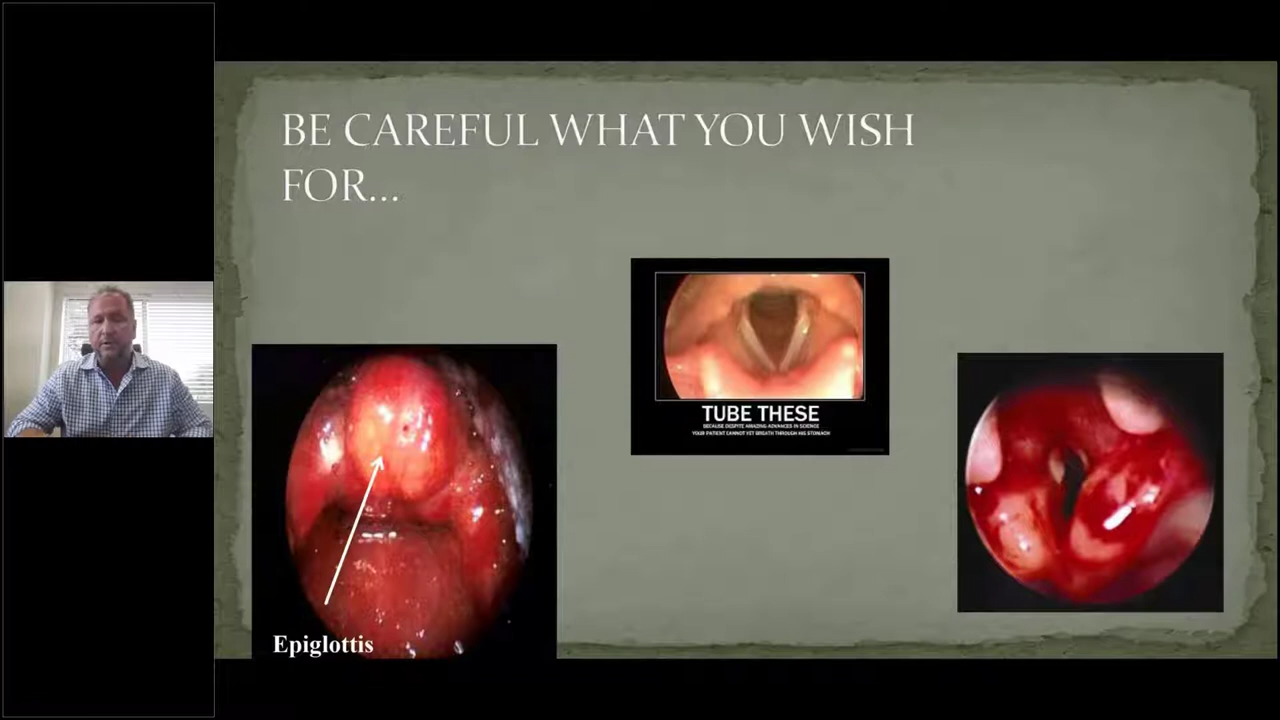 BE CAREFUL WHAT YOU WISH
FOR...
TUBE THESE
BECAUSE DESPITE AMAZING ADVANCES IN SCIENCE
YOUR PATIENT CANNOT YET BREATH THROUGH HIS STOMACH
Epiglottis